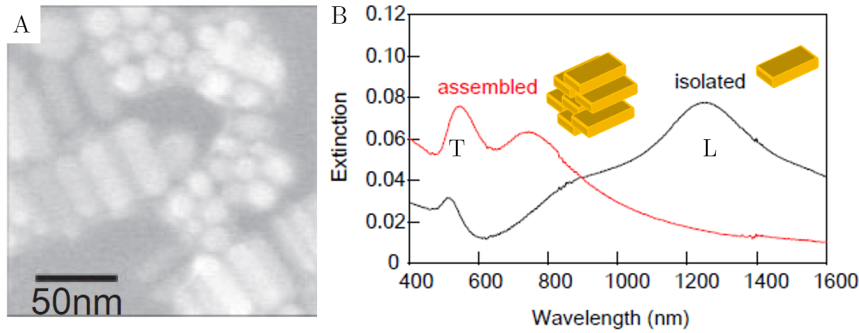 A
50nm
B
0.12
0.10
0.08
0.06
0.04
0.02
0
Extinction
assembled
isolated
T
L
400 600 800 1000 1200 1400 1600
Wavelength (nm)